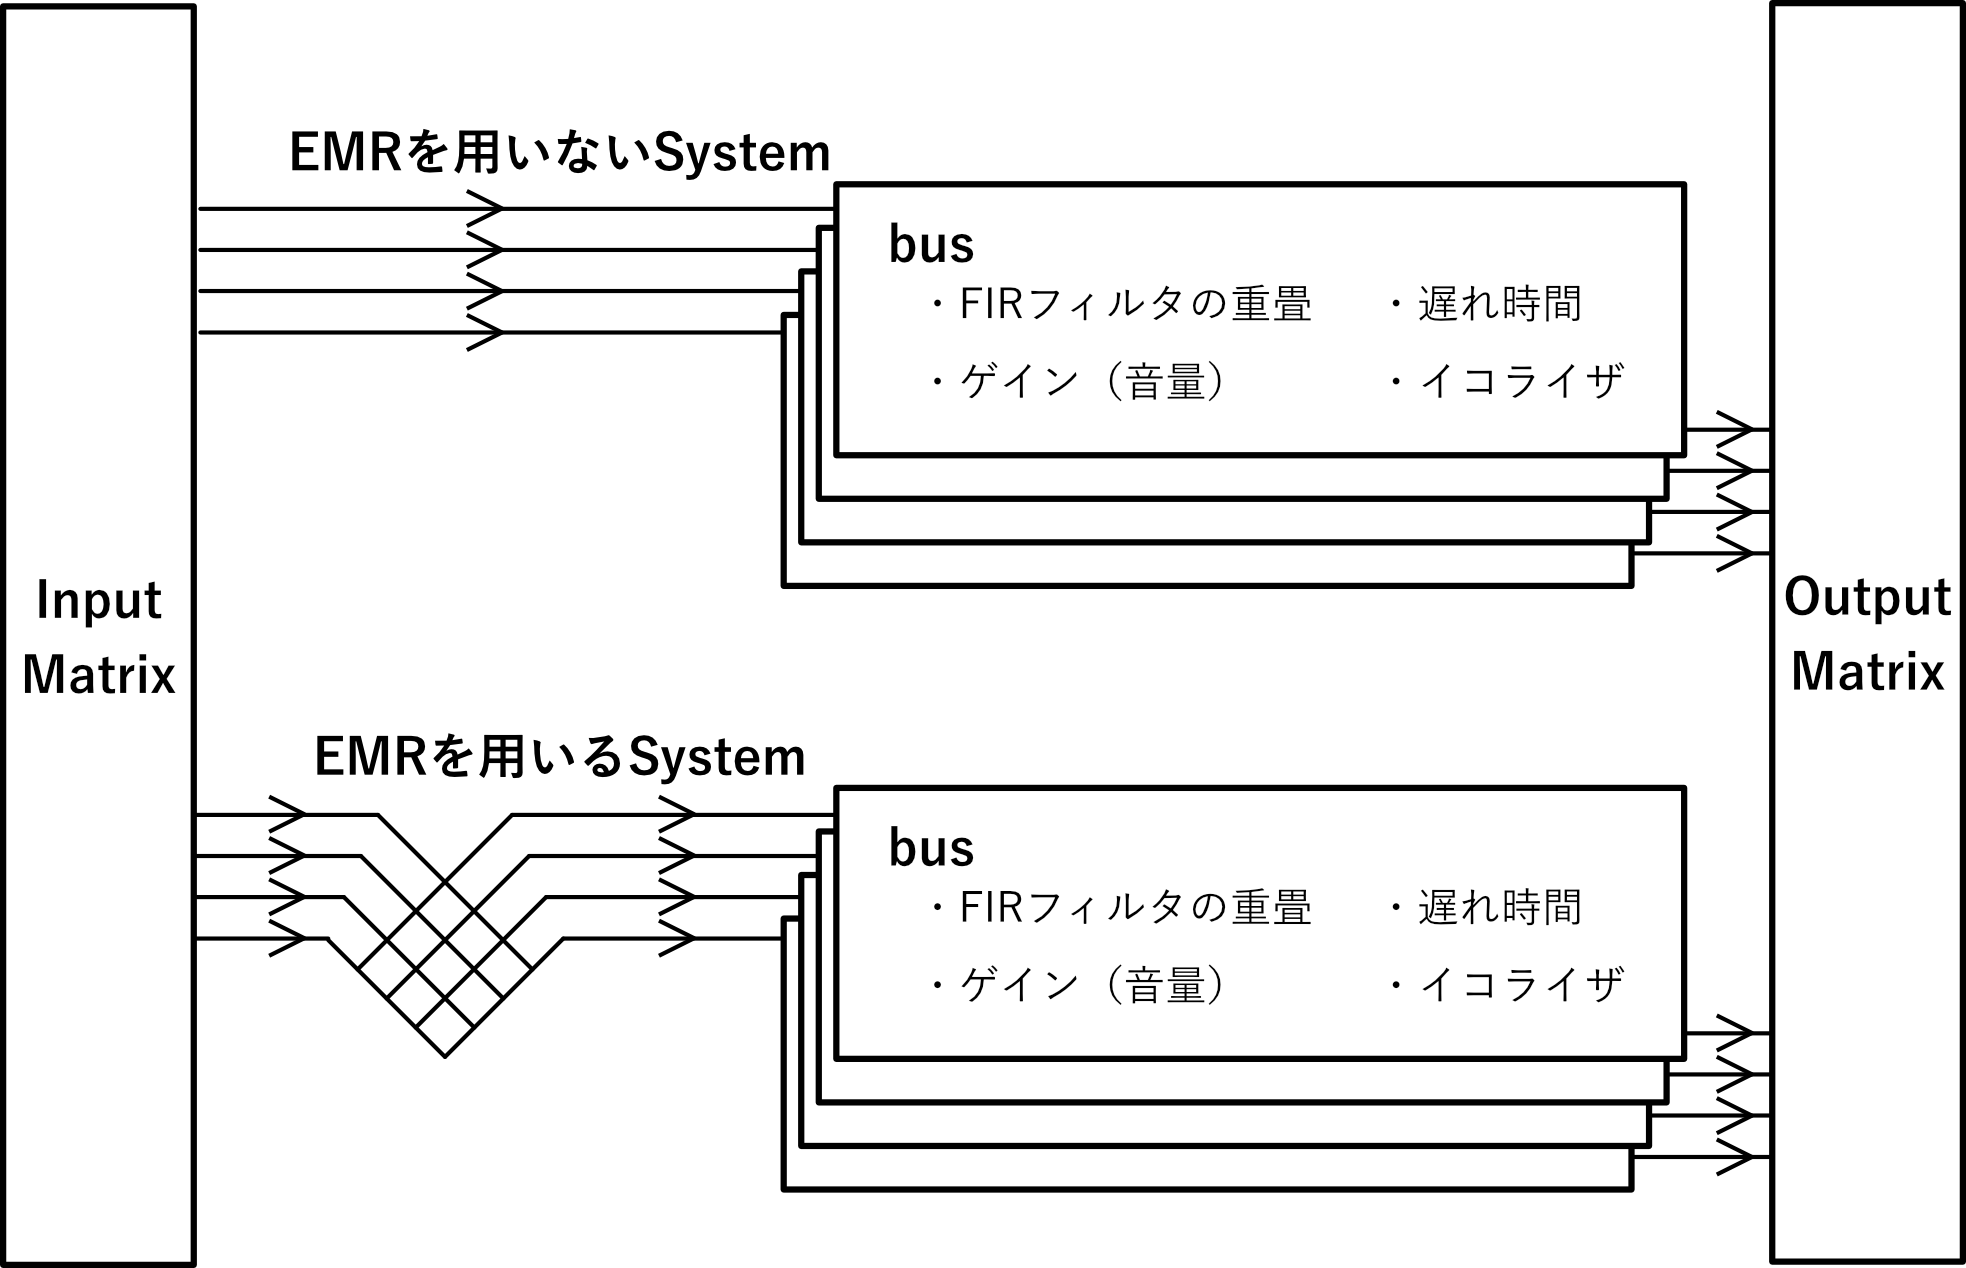 Input
Matrix
EMRを用いないSystem
bus
・FIRフィルタの重畳 ・遅れ時間
・ゲイン（音量） ・イコライザ
EMRを用いるSystem
bus
・FIRフィルタの重畳 ・遅れ時間
・ゲイン（音量） ・イコライザ
Output
Matrix